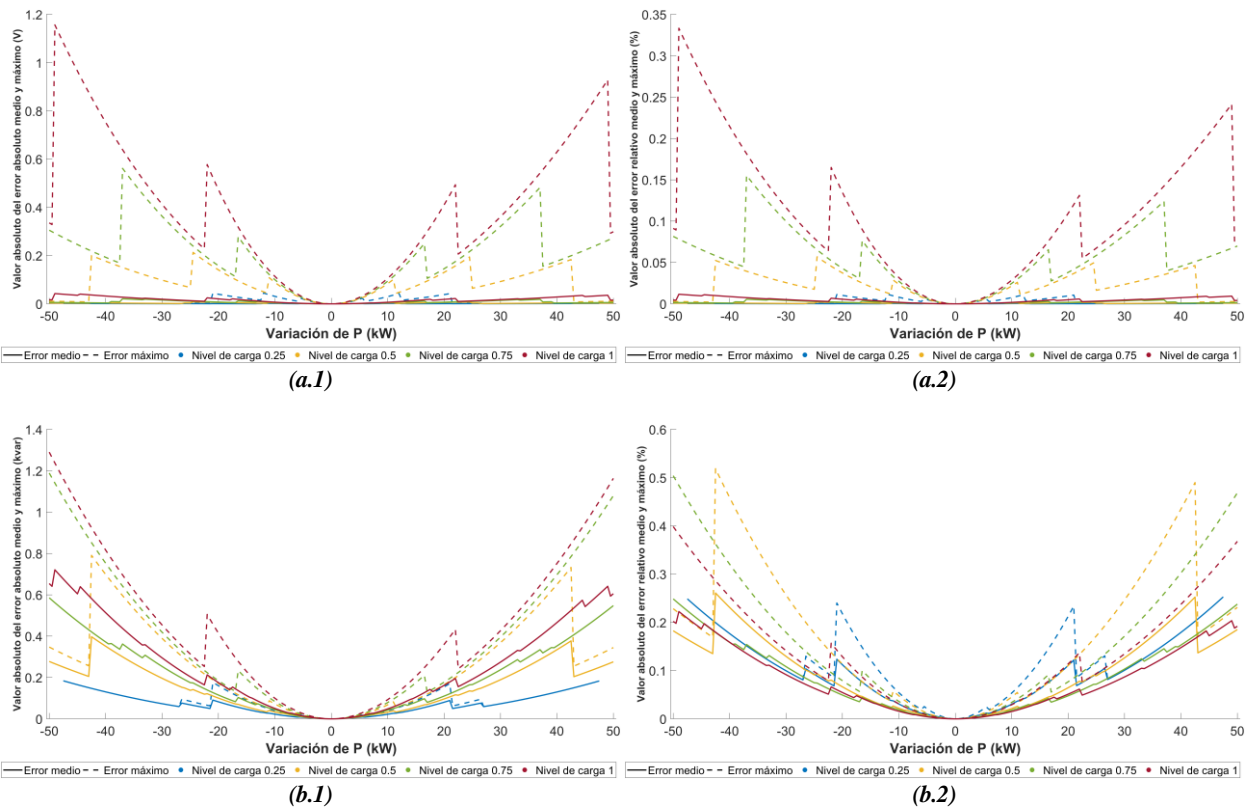 Valor absoluto del error absoluto medio y máximo (V)
1.2
1
0.8
0.6
0.4
0.2
0
-50 -40 -30 -20 -10 0 10 20 30 40 50
Variación de P (kW)
Error medio Error máximo Nivel de carga 0.25 Nivel de carga 0.5 Nivel de carga 0.75 Nivel de carga 1
(a.1)
Valor absoluto del error relativo medio y máximo (%)
0.35
0.3
0.25
0.2
0.15
0.1
0.05
0
-50 -40 -30 -20 -10 0 10 20 30 40 50
Variación de P (kW)
Error medio Error máximo Nivel de carga 0.25 Nivel de carga 0.5 Nivel de carga 0.75 Nivel de carga 1
(a.2)
Valor absoluto del error absoluto medio y máximo (kvar)
1.4
1.2
1
0.8
0.6
0.4
0.2
0
-50 -40 -30 -20 -10 0 10 20 30 40 50
Variación de P (kW)
Error medio Error máximo Nivel de carga 0.25 Nivel de carga 0.5 Nivel de carga 0.75 Nivel de carga 1
(b.1)
Valor absoluto del error relativo medio y máximo (%)
0.6
0.5
0.4
0.3
0.2
0.1
0
-50 -40 -30 -20 -10 0 10 20 30 40 50
Variación de P (kW)
Error medio Error máximo Nivel de carga 0.25 Nivel de carga 0.5 Nivel de carga 0.75 Nivel de carga 1
(b.2)